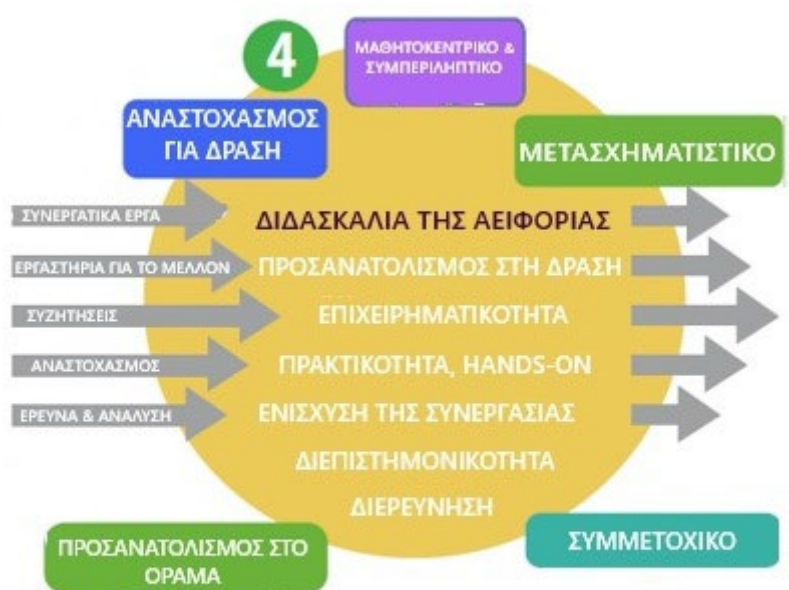 4
ΜΑΘΗΤΟΚΕΝΤΡΙΚΟ &
ΣΥΜΠΕΡΙΛΗΠΤΙΚΟ
ΑΝΑΣΤΟΧΑΣΜΟΣ
ΓΙΑ ΔΡΑΣΗ
ΜΕΤΑΣΧΗΜΑΤΙΣΤΙΚΟ
ΣΥΝΕΡΓΑΤΙΚΑ ΕΡΓΑ
ΔΙΔΑΣΚΑΛΙΑ ΤΗΣ ΑΕΙΦΟΡΙΑΣ
ΕΡΓΑΣΤΗΡΙΑ ΓΙΑ ΤΟ ΜΕΛΛΟΝ
ΠΡΟΣΑΝΑΤΟΛΙΣΜΟΣ ΣΤΗ ΔΡΑΣΗ
ΣΥΖΗΤΗΣΕΙΣ
ΕΠΙΧΕΙΡΗΜΑΤΙΚΟΤΗΤΑ
ΑΝΑΣΤΟΧΑΣΜΟΣ
ΠΡΑΚΤΙΚΟΤΗΤΑ, HANDS-ON
ΕΡΕΥΝΑ & ΑΝΑΛΥΣΗ
ΕΝΙΣΧΥΣΗ ΤΗΣ ΣΥΝΕΡΓΑΣΙΑΣ
ΔΙΕΠΙΣΤΗΜΟΝΙΚΟΤΗΤΑ
ΔΙΕΡΕΥΝΗΣΗ
ΠΡΟΣΑΝΑΤΟΛΙΣΜΟΣ ΣΤΟ
ΟΡΑΜΑ
ΣΥΜΜΕΤΟΧΙΚΟ